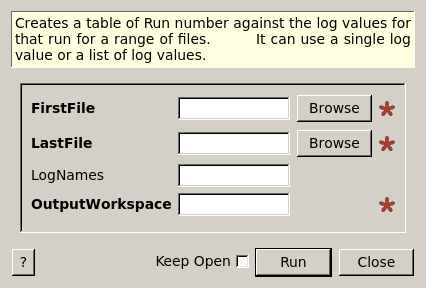 Creates a table of Run number against the log values for
that run for a range of files. It can use a single log
value or a list of log values.
FirstFile Browse *
LastFile Browse *
LogNames
OutputWorkspace *
? Keep Open Run Close